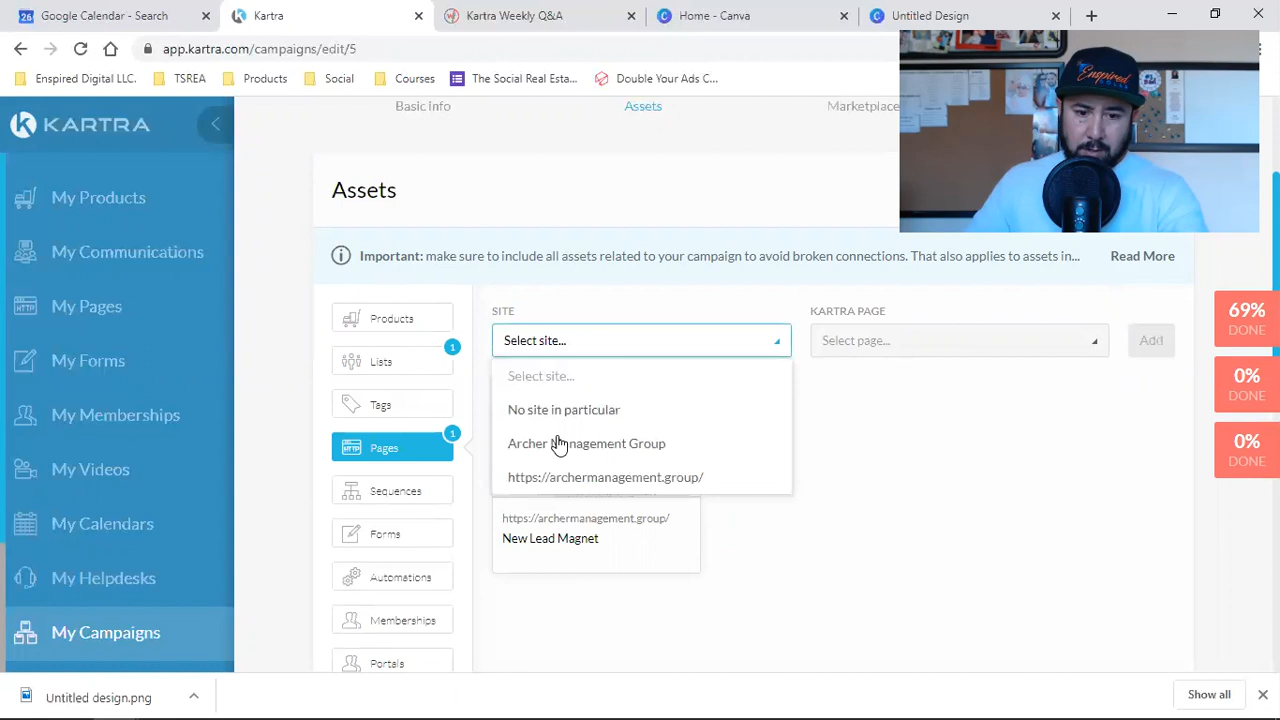 26 Google Calendar - Search
Kartra
Kartra Weekly Q&A
Home - Canva
Untitled Design
app.kartra.com/campaigns/edit/5
Enspired Digital LLC.
TSREA
Products
Courses
The Social Real Esta...
Double Your Ads C...
KARTRA
Basic info
Assets
Marketplace
My Products
My Communications
My Pages
My Forms
My Memberships
My Videos
My Calendars
My Helpdesks
My Campaigns
Assets
Important: make sure to include all assets related to your campaign to avoid broken connections. That also applies to assets in...
Read More
Products
Lists
1
Tags
Pages
1
Sequences
Forms
Automations
Memberships
Portals
SITE
Select site...
Select site...
No site in particular
Archer Management Group
https://archermanagement.group/
https://archermanagement.group/
New Lead Magnet
KARTRA PAGE
Select page...
Add
69%
DONE
0%
DONE
0%
DONE
Enspired
Untitled design.png
Show all